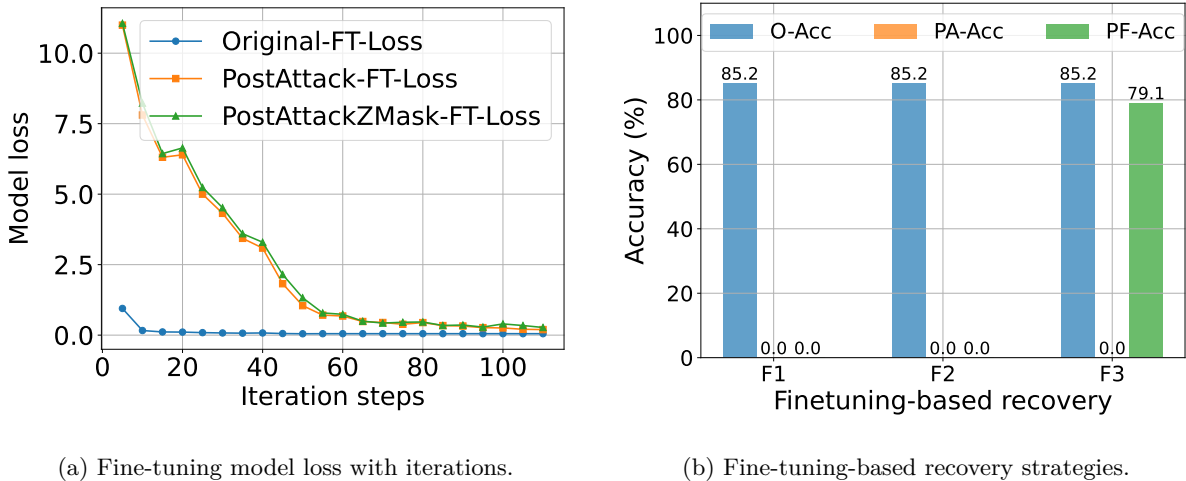 Original-FT-Loss
PostAttack-FT-Loss
PostAttackZMask-FT-Loss
Model loss
10.0
7.5
5.0
2.5
0.0
0 20 40 60 80 100
Iteration steps
(a) Fine-tuning model loss with iterations.
O-Acc PA-Acc PF-Acc
Accuracy (%)
100
80
60
40
20
0
85.2 0.0 0.0
85.2 0.0 0.0
85.2 0.0 79.1
F1 F2 F3
Finetuning-based recovery
(b) Fine-tuning-based recovery strategies.